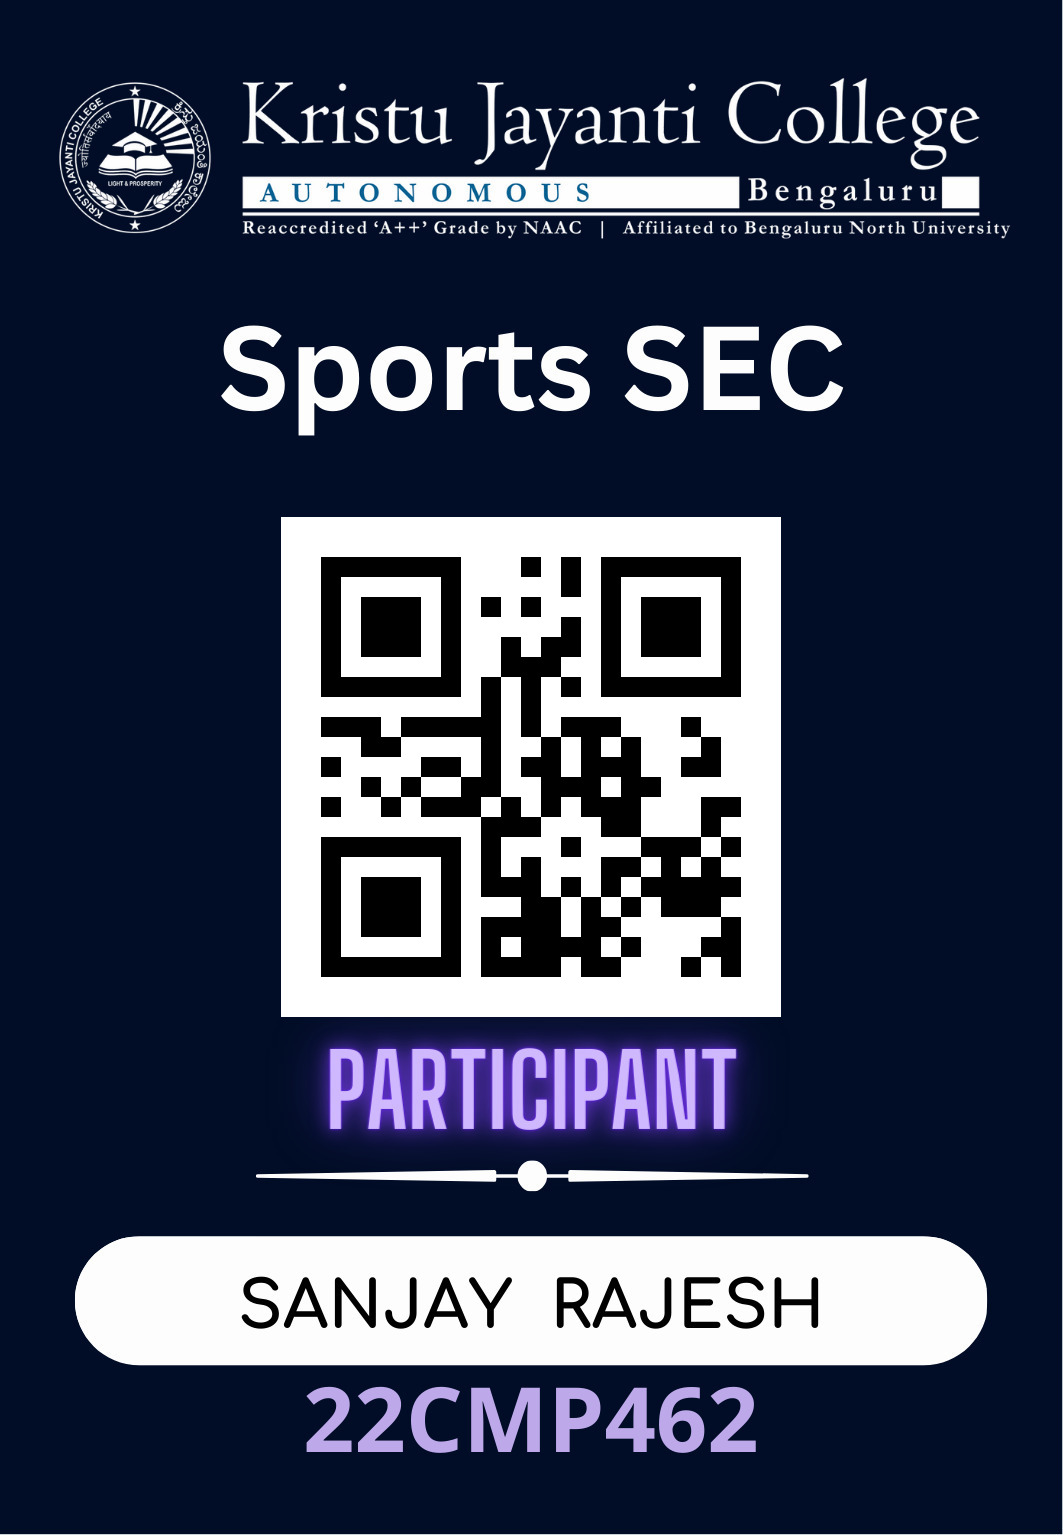 KRISTU JAYANTI COLLEGE
ಕ್ರಿಸ್ತು ಜಯಂತಿ ಕಾಲೇಜು
LIGHT & PROSPERITY
Kristu Jayanti College
AUTONOMOUS Bengaluru
Reaccredited ‘A++’ Grade by NAAC | Affiliated to Bengaluru North University
Sports SEC
PARTICIPANT
SANJAY RAJESH
22CMP462